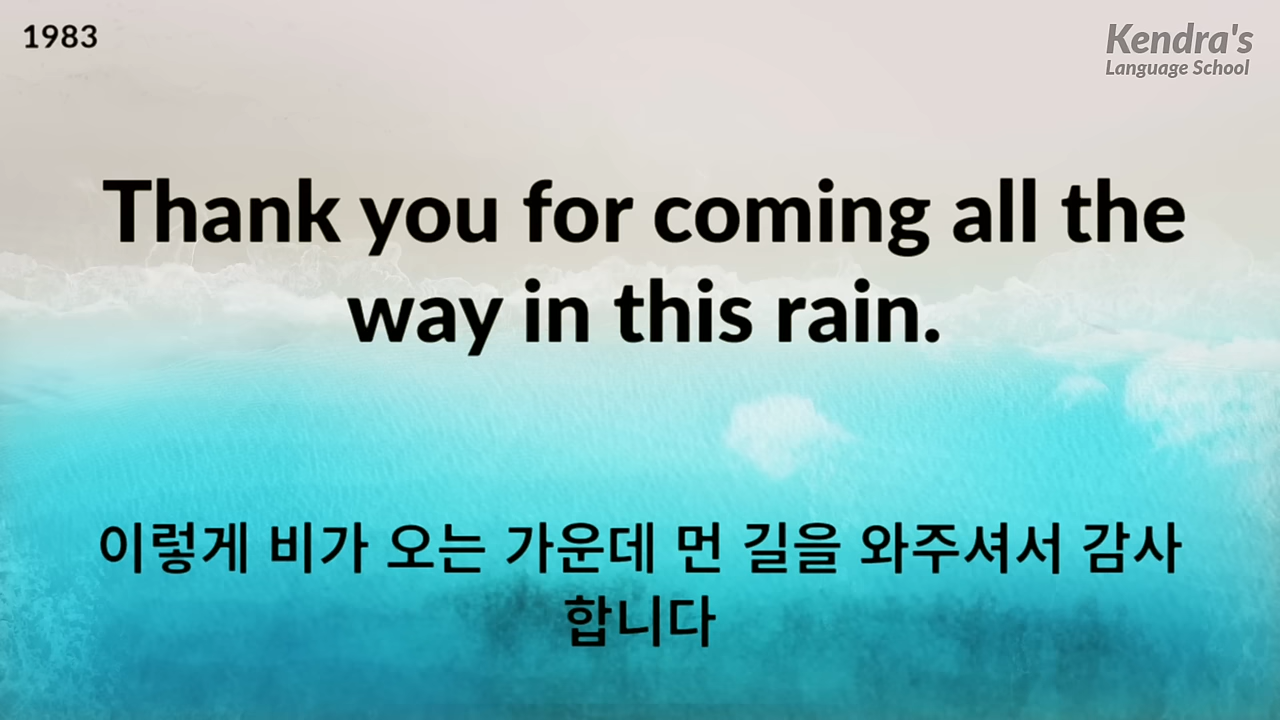 1983
Kendra's
Language School
Thank you for coming all the
way in this rain.
이렇게 비가 오는 가운데 먼 길을 와주셔서 감사
합니다